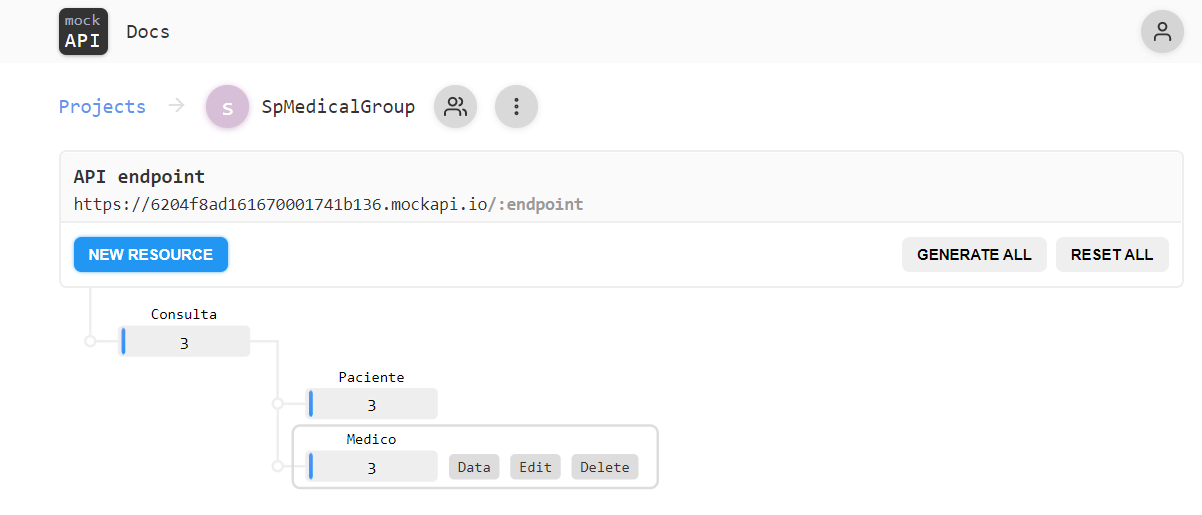 mock
API
Docs
Projects
s
SpMedicalGroup
API endpoint
https://6204f8ad161670001741b136.mockapi.io/:endpoint
NEW RESOURCE
GENERATE ALL
RESET ALL
Consulta
3
Paciente
3
Medico
3
Data
Edit
Delete